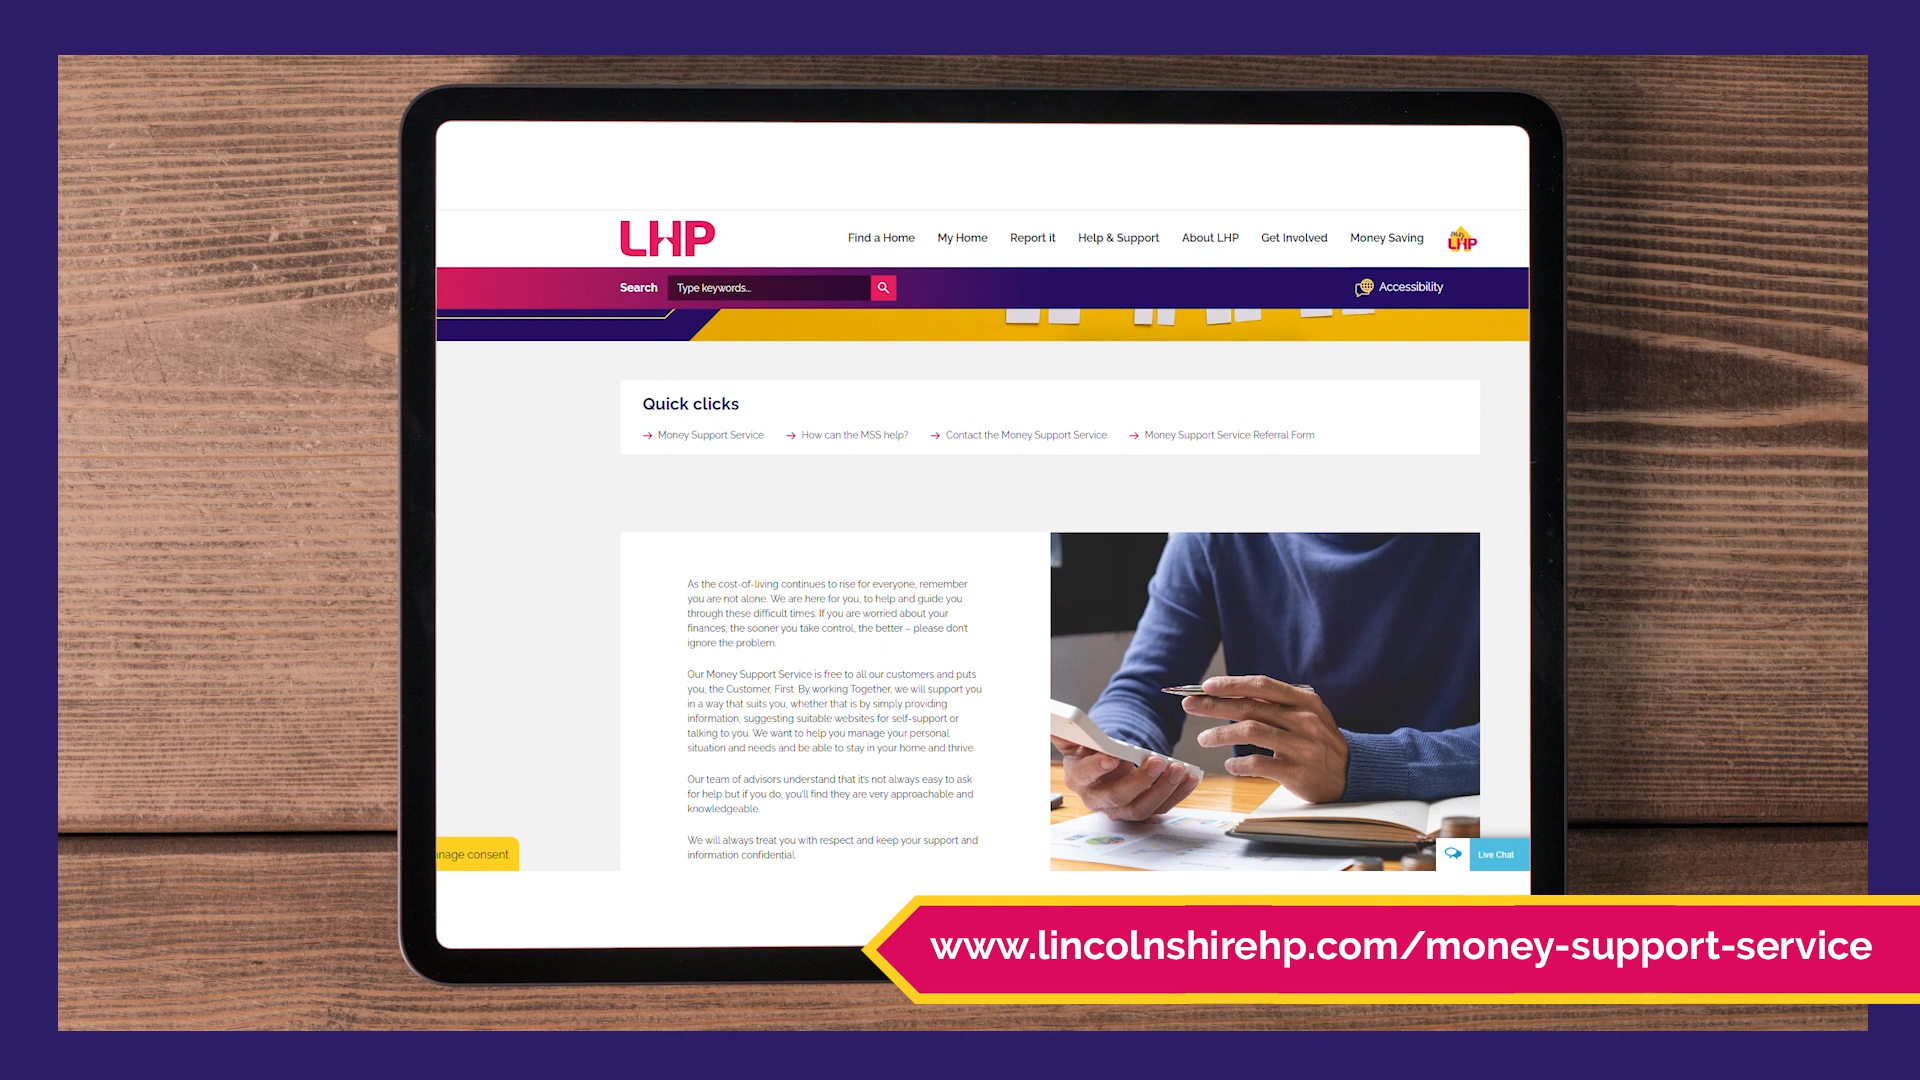 LHP
Find a Home My Home Report it Help & Support About LHP Get Involved Money Saving my LHP
Search Type keywords... Accessibility
Quick clicks
Money Support Service How can the MSS help? Contact the Money Support Service Money Support Service Referral Form
As the cost-of-living continues to rise for everyone, remember
you are not alone. We are here for you, to help and guide you
through these difficult times. If you are worried about your
finances, the sooner you take control, the better – please don't
ignore the problem.
Our Money Support Service is free to all our customers and puts
you, the Customer, First. By working Together, we will support you
in a way that suits you, whether that is by simply providing
information, suggesting suitable websites for self-support or
talking to you. We want to help you manage your personal
situation and needs and be able to stay in your home and thrive.
Our team of advisors understand that it's not always easy to ask
for help but if you do, you'll find they are very approachable and
knowledgeable.
We will always treat you with respect and keep your support and
information confidential.
nage consent
Live Chat
www.lincolnshirehp.com/money-support-service